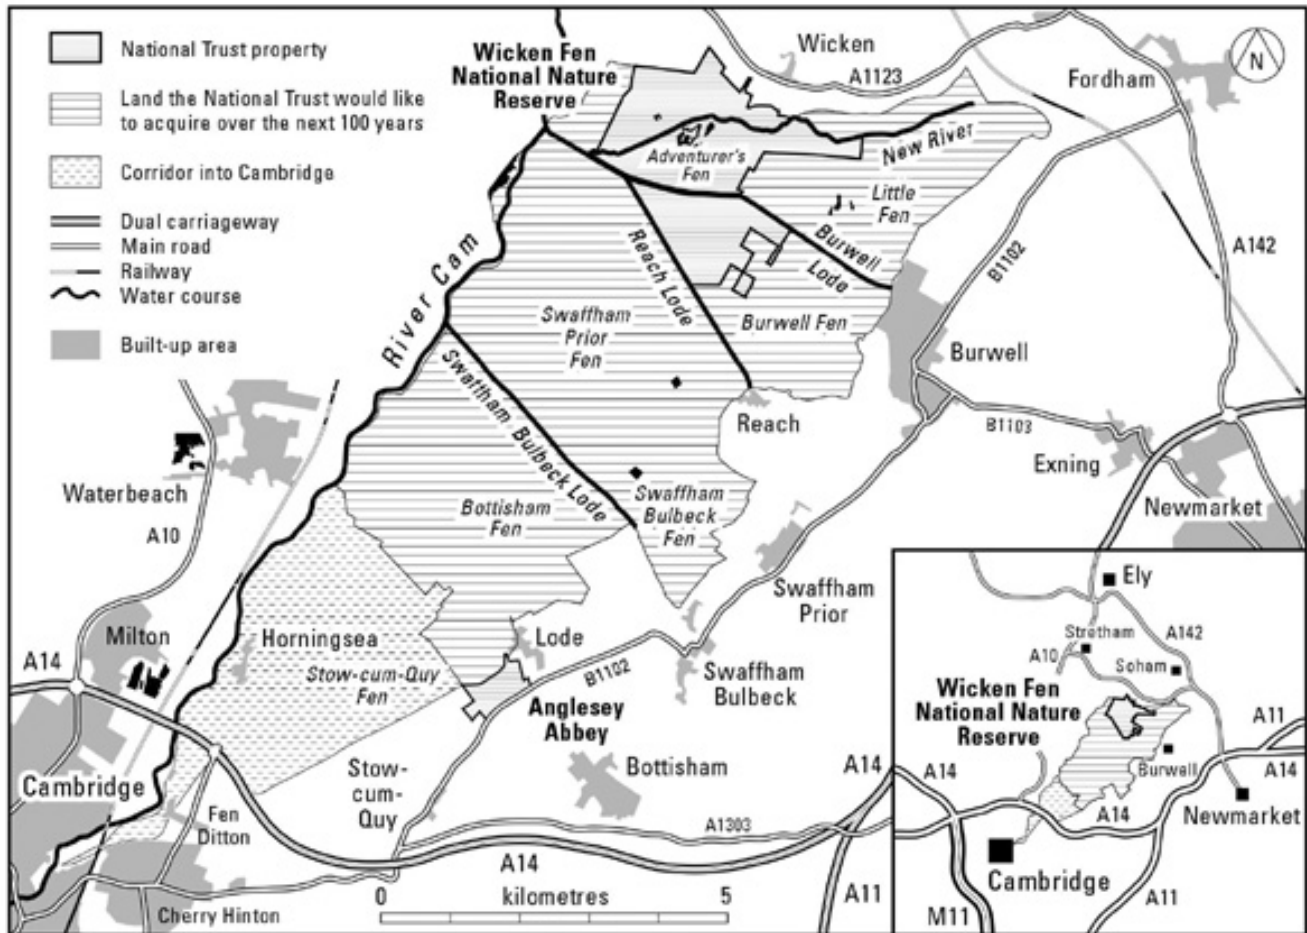 National Trust property
Land the National Trust would like
to acquire over the next 100 years
Corridor into Cambridge
Dual carriageway
Main road
Railway
Water course
Built-up area
Wicken Fen
National Nature
Reserve
Wicken
A1123
Fordham
N
Adventurer's
Fen
New River
Little
Fen
A142
B1102
River Cam
Reach Lode
Burwell
Lode
Swaffham
Prior
Fen
Burwell Fen
Burwell
Swaffham Bulbeck Lode
Reach
B1103
Exning
Newmarket
Waterbeach
A10
Bottisham
Fen
Swaffham
Bulbeck
Fen
Swaffham
Prior
Milton
Horningsea
Lode
A14
Stow-cum-Quy
Fen
B1102
Swaffham
Bulbeck
Anglesey
Abbey
Cambridge
Stow-
cum-
Quy
Bottisham
A14
Fen
Ditton
A1303
A14
A11
Cherry Hinton
0
kilometres
5
Ely
Stretham
A142
A10
Soham
Wicken Fen
National Nature
Reserve
A11
A14
Burwell
A14
A14
Newmarket
Cambridge
M11
A11